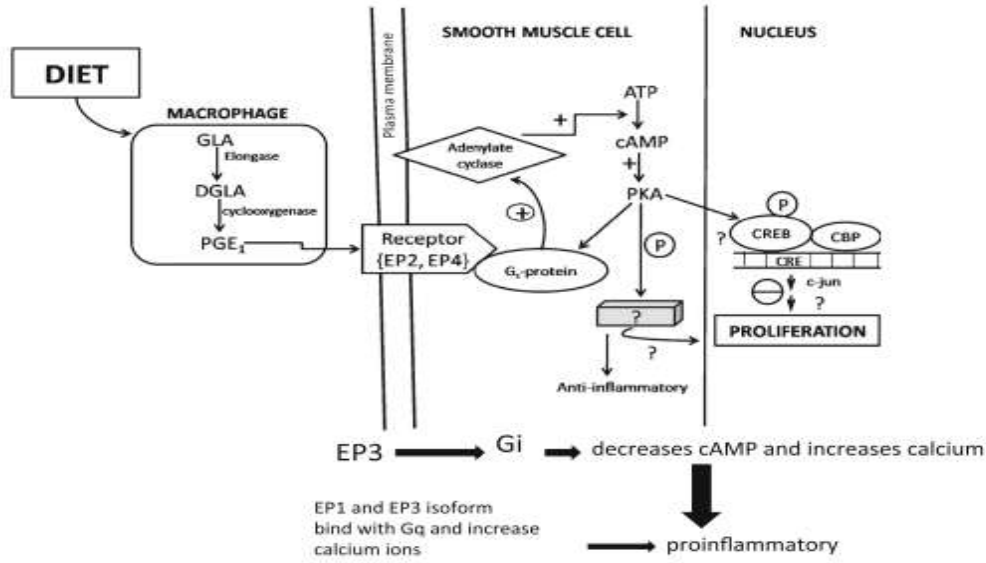 SMOOTH MUSCLE CELL
NUCLEUS
DIET
Plasma membrane
MACROPHAGE
GLA
Elongase
DGLA
cyclooxygenase
PGE₁
Adenylate
cyclase
+
ATP
cAMP
+
PKA
+
Receptor
{EP2, EP4}
Gₛ-protein
P
?
?
Anti-inflammatory
P
?
CREB
CBP
CRE
c-jun
?
PROLIFERATION
EP3
Gi
decreases cAMP and increases calcium
EP1 and EP3 isoform
bind with Gq and increase
calcium ions
proinflammatory